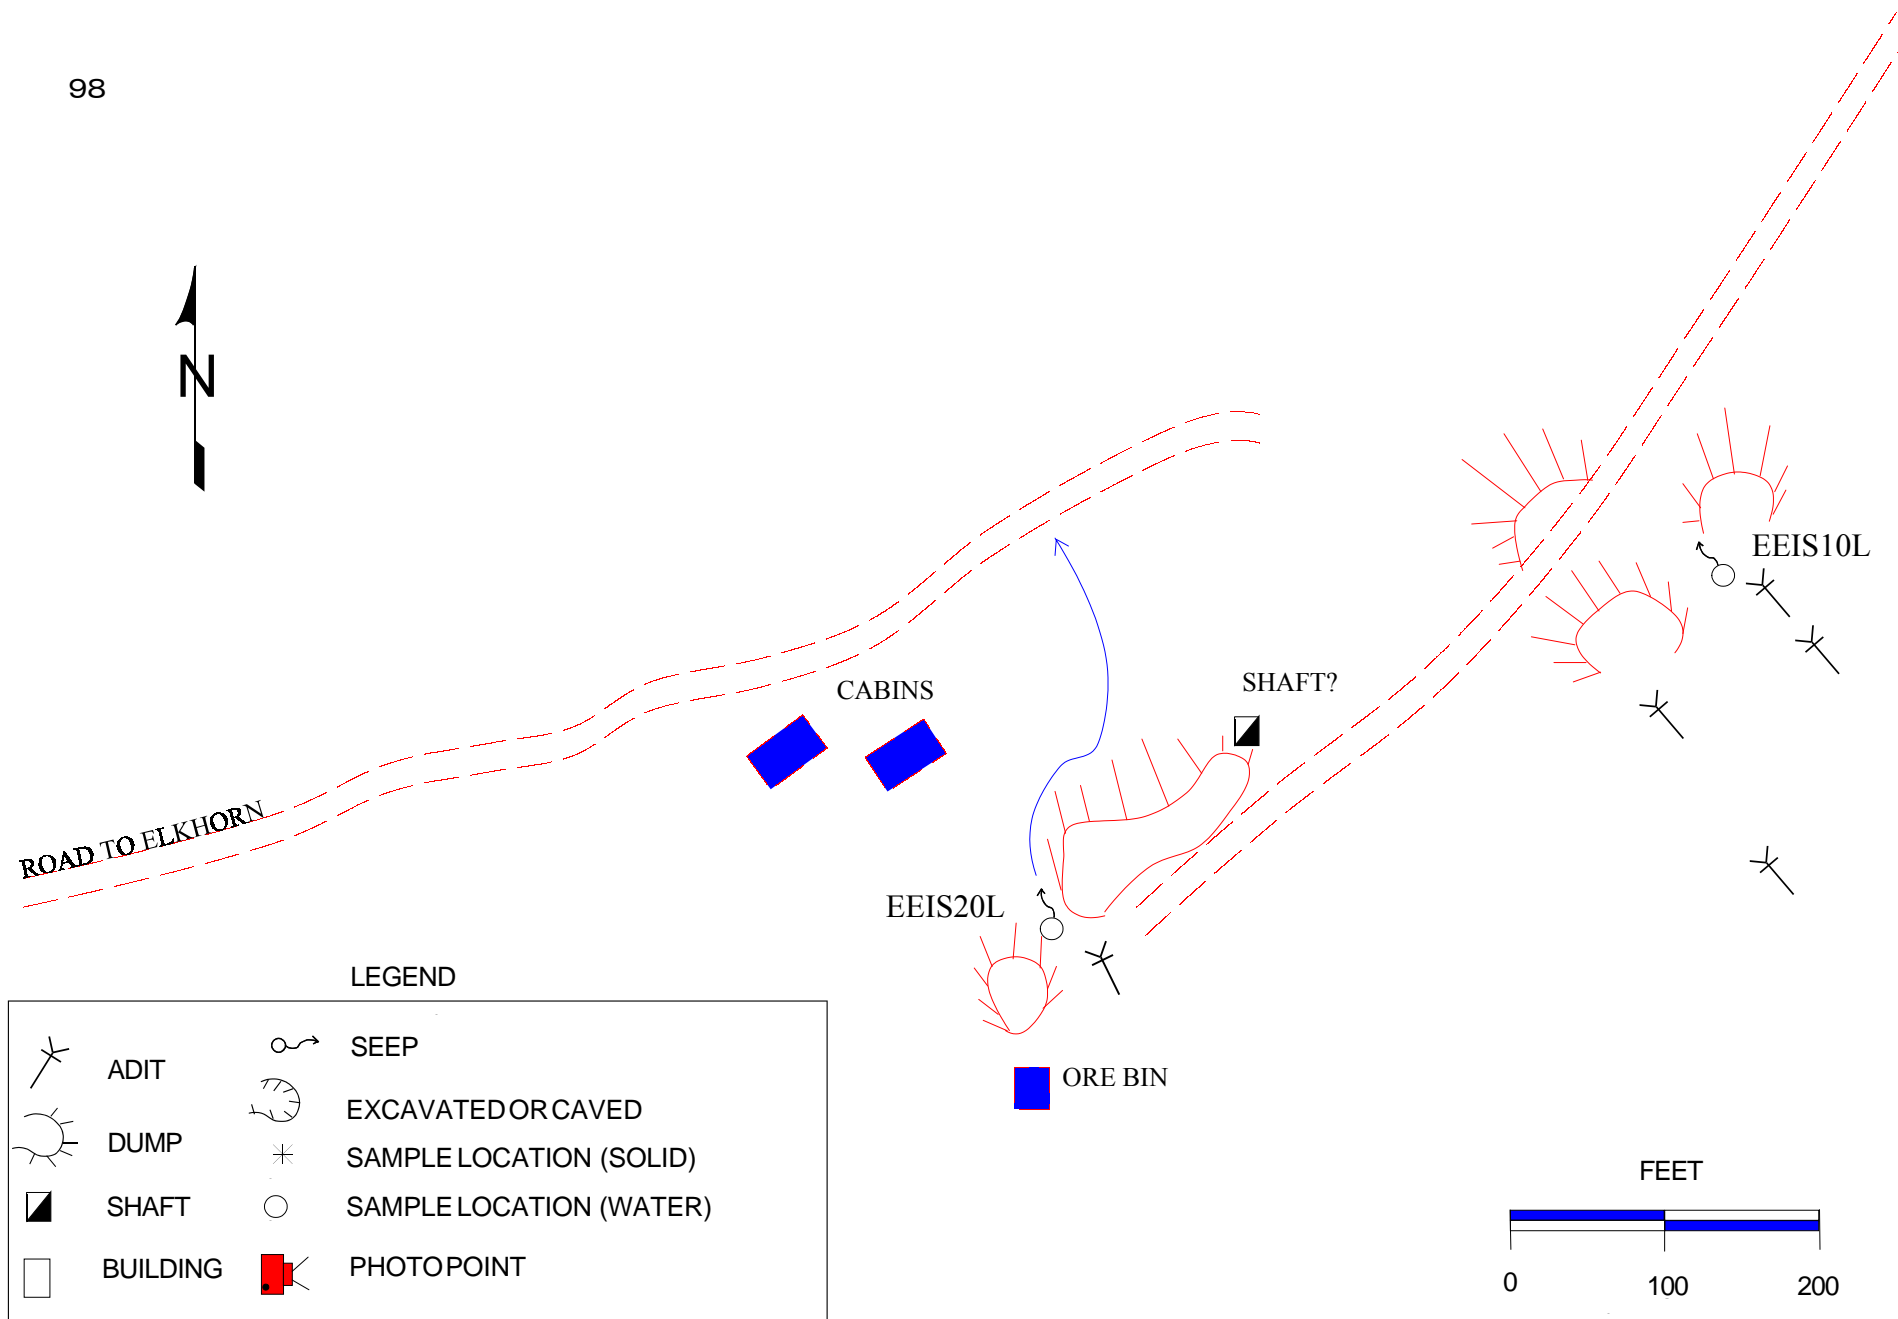 98
N
EEIS10L
CABINS
SHAFT?
ROAD TO ELKHORN
EEIS20L
ORE BIN
LEGEND
ADIT
SEEP
DUMP
EXCAVATED OR CAVED
SAMPLE LOCATION (SOLID)
SHAFT
SAMPLE LOCATION (WATER)
BUILDING
PHOTO POINT
FEET
0 100 200